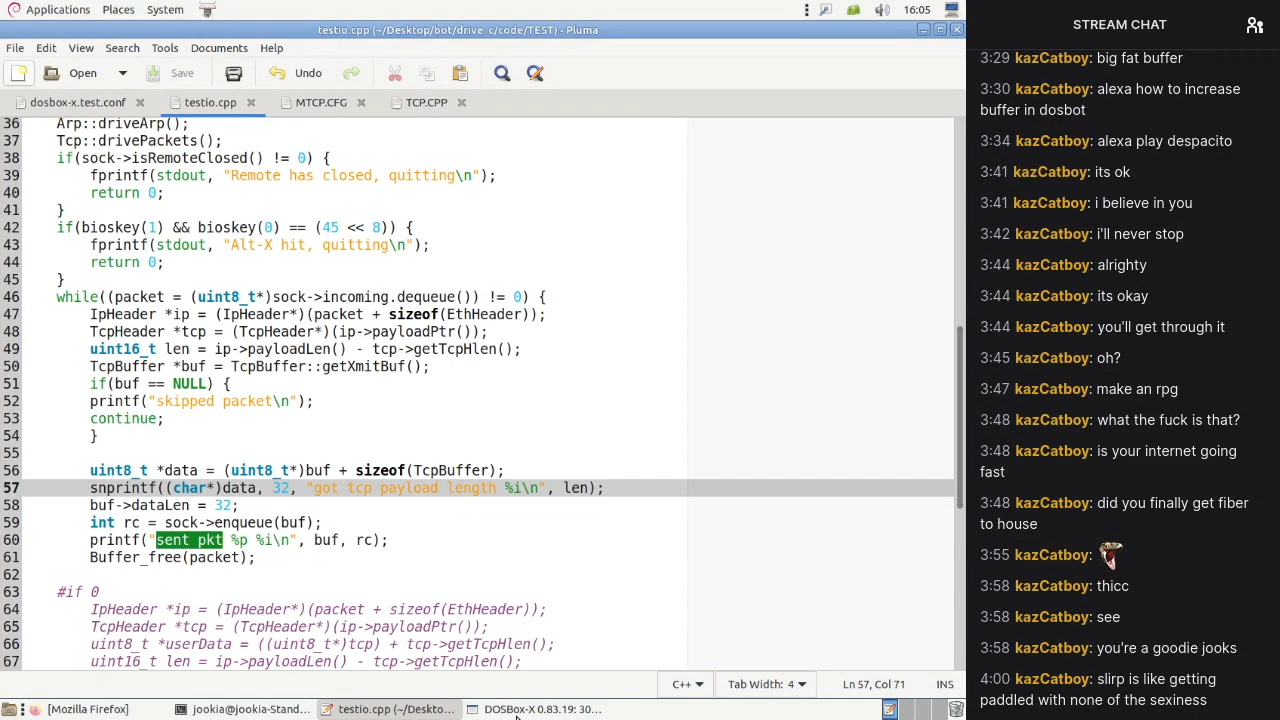 Applications Places System 16:05
testio.cpp (~/Desktop/bot/drive_c/code/TEST) - Pluma
File Edit View Search Tools Documents Help
Open Save Undo
dosbox-x.test.conf testio.cpp MTCP.CFG TCP.CPP
36 Arp::driveArp();
37 Tcp::drivePackets();
38 if(sock->isRemoteClosed() != 0) {
39 fprintf(stdout, "Remote has closed, quitting\n");
40 return 0;
41 }
42 if(bioskey(1) && bioskey(0) == (45 << 8)) {
43 fprintf(stdout, "Alt-X hit, quitting\n");
44 return 0;
45 }
46 while((packet = (uint8_t*)sock->incoming.dequeue()) != 0) {
47 IpHeader *ip = (IpHeader*)(packet + sizeof(EthHeader));
48 TcpHeader *tcp = (TcpHeader*)(ip->payloadPtr());
49 uint16_t len = ip->payloadLen() - tcp->getTcpHlen();
50 TcpBuffer *buf = TcpBuffer::getXmitBuf();
51 if(buf == NULL) {
52 printf("skipped packet\n");
53 continue;
54 }
55
56 uint8_t *data = (uint8_t*)buf + sizeof(TcpBuffer);
57 snprintf((char*)data, 32, "got tcp payload length %i\n", len);
58 buf->dataLen = 32;
59 int rc = sock->enqueue(buf);
60 printf("sent pkt %p %i\n", buf, rc);
61 Buffer_free(packet);
62
63 #if 0
64 IpHeader *ip = (IpHeader*)(packet + sizeof(EthHeader));
65 TcpHeader *tcp = (TcpHeader*)(ip->payloadPtr());
66 uint8_t *userData = ((uint8_t*)tcp) + tcp->getTcpHlen();
67 uint16_t len = ip->payloadLen() - tcp->getTcpHlen();
C++ Tab Width: 4 Ln 57, Col 71 INS
[Mozilla Firefox] jookia@jookia-Stand... testio.cpp (~/Deskto... DOSBox-X 0.83.19: 30...
STREAM CHAT
3:29 kazCatboy: big fat buffer
3:30 kazCatboy: alexa how to increase
buffer in dosbot
3:34 kazCatboy: alexa play despacito
3:41 kazCatboy: its ok
3:41 kazCatboy: i believe in you
3:42 kazCatboy: i'll never stop
3:44 kazCatboy: alrighty
3:44 kazCatboy: its okay
3:44 kazCatboy: you'll get through it
3:45 kazCatboy: oh?
3:47 kazCatboy: make an rpg
3:48 kazCatboy: what the fuck is that?
3:48 kazCatboy: is your internet going
fast
3:48 kazCatboy: did you finally get fiber
to house
3:55 kazCatboy:
3:58 kazCatboy: thicc
3:58 kazCatboy: see
3:58 kazCatboy: you're a goodie jooks
4:00 kazCatboy: slirp is like getting
paddled with none of the sexiness